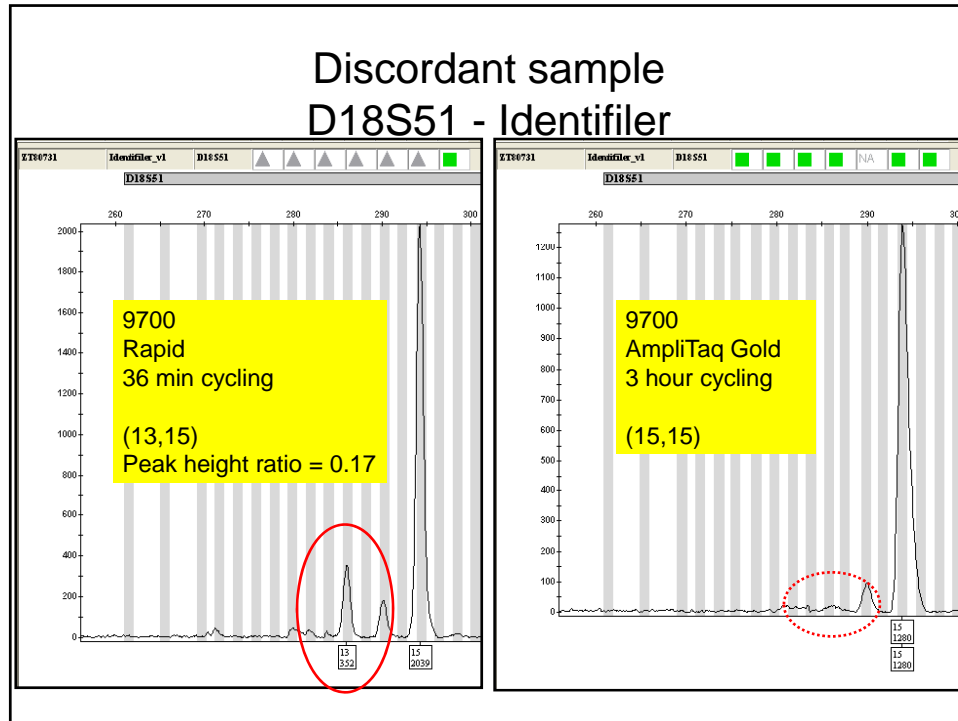 Discordant sample
D18S51 - Identifiler
ZT80731 Identifiler_v1 D18S51
D18S51
260 270 280 290 300
2000
1800
1600
1400
1200
1000
800
600
400
200
0
9700
Rapid
36 min cycling
(13,15)
Peak height ratio = 0.17
13
352
15
2039
ZT80731 Identifiler_v1 D18S51 NA
D18S51
260 270 280 290 30
1200
1100
1000
900
800
700
600
500
400
300
200
100
0
9700
AmpliTaq Gold
3 hour cycling
(15,15)
15
1280
15
1280